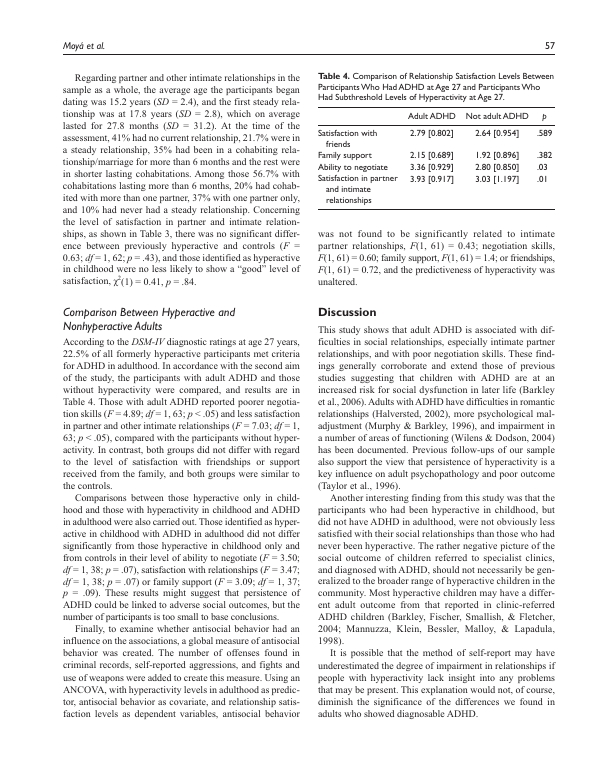 Moyá et al.
57
Regarding partner and other intimate relationships in the
sample as a whole, the average age the participants began
dating was 15.2 years (SD = 2.4), and the first steady rela-
tionship was at 17.8 years (SD = 2.8), which on average
lasted for 27.8 months (SD = 31.2). At the time of the
assessment, 41% had no current relationship, 21.7% were in
a steady relationship, 35% had been in a cohabiting rela-
tionship/marriage for more than 6 months and the rest were
in shorter lasting cohabitations. Among those 56.7% with
cohabitations lasting more than 6 months, 20% had cohab-
ited with more than one partner, 37% with one partner only,
and 10% had never had a steady relationship. Concerning
the level of satisfaction in partner and intimate relation-
ships, as shown in Table 3, there was no significant differ-
ence between previously hyperactive and controls (F =
0.63; df = 1, 62; p = .43), and those identified as hyperactive
in childhood were no less likely to show a “good” level of
satisfaction, χ²(1) = 0.41, p = .84.
Comparison Between Hyperactive and
Nonhyperactive Adults
According to the DSM-IV diagnostic ratings at age 27 years,
22.5% of all formerly hyperactive participants met criteria
for ADHD in adulthood. In accordance with the second aim
of the study, the participants with adult ADHD and those
without hyperactivity were compared, and results are in
Table 4. Those with adult ADHD reported poorer negotia-
tion skills (F = 4.89; df = 1, 63; p < .05) and less satisfaction
in partner and other intimate relationships (F = 7.03; df = 1,
63; p < .05), compared with the participants without hyper-
activity. In contrast, both groups did not differ with regard
to the level of satisfaction with friendships or support
received from the family, and both groups were similar to
the controls.
Comparisons between those hyperactive only in child-
hood and those with hyperactivity in childhood and ADHD
in adulthood were also carried out. Those identified as hyper-
active in childhood with ADHD in adulthood did not differ
significantly from those hyperactive in childhood only and
from controls in their level of ability to negotiate (F = 3.50;
df = 1, 38; p = .07), satisfaction with relationships (F = 3.47;
df = 1, 38; p = .07) or family support (F = 3.09; df = 1, 37;
p = .09). These results might suggest that persistence of
ADHD could be linked to adverse social outcomes, but the
number of participants is too small to base conclusions.
Finally, to examine whether antisocial behavior had an
influence on the associations, a global measure of antisocial
behavior was created. The number of offenses found in
criminal records, self-reported aggressions, and fights and
use of weapons were added to create this measure. Using an
ANCOVA, with hyperactivity levels in adulthood as predic-
tor, antisocial behavior as covariate, and relationship satis-
faction levels as dependent variables, antisocial behavior
Table 4. Comparison of Relationship Satisfaction Levels Between
Participants Who Had ADHD at Age 27 and Participants Who
Had Subthreshold Levels of Hyperactivity at Age 27.
Adult ADHD Not adult ADHD p
Satisfaction with 2.79 [0.802] 2.64 [0.954] .589
friends
Family support 2.15 [0.689] 1.92 [0.896] .382
Ability to negotiate 3.36 [0.929] 2.80 [0.850] .03
Satisfaction in partner 3.93 [0.917] 3.03 [1.197] .01
and intimate
relationships
was not found to be significantly related to intimate
partner relationships, F(1, 61) = 0.43; negotiation skills,
F(1, 61) = 0.60; family support, F(1, 61) = 1.4; or friendships,
F(1, 61) = 0.72, and the predictiveness of hyperactivity was
unaltered.
Discussion
This study shows that adult ADHD is associated with dif-
ficulties in social relationships, especially intimate partner
relationships, and with poor negotiation skills. These find-
ings generally corroborate and extend those of previous
studies suggesting that children with ADHD are at an
increased risk for social dysfunction in later life (Barkley
et al., 2006). Adults with ADHD have difficulties in romantic
relationships (Halversted, 2002), more psychological mal-
adjustment (Murphy & Barkley, 1996), and impairment in
a number of areas of functioning (Wilens & Dodson, 2004)
has been documented. Previous follow-ups of our sample
also support the view that persistence of hyperactivity is a
key influence on adult psychopathology and poor outcome
(Taylor et al., 1996).
Another interesting finding from this study was that the
participants who had been hyperactive in childhood, but
did not have ADHD in adulthood, were not obviously less
satisfied with their social relationships than those who had
never been hyperactive. The rather negative picture of the
social outcome of children referred to specialist clinics,
and diagnosed with ADHD, should not necessarily be gen-
eralized to the broader range of hyperactive children in the
community. Most hyperactive children may have a differ-
ent adult outcome from that reported in clinic-referred
ADHD children (Barkley, Fischer, Smallish, & Fletcher,
2004; Mannuzza, Klein, Bessler, Malloy, & Lapadula,
1998).
It is possible that the method of self-report may have
underestimated the degree of impairment in relationships if
people with hyperactivity lack insight into any problems
that may be present. This explanation would not, of course,
diminish the significance of the differences we found in
adults who showed diagnosable ADHD.